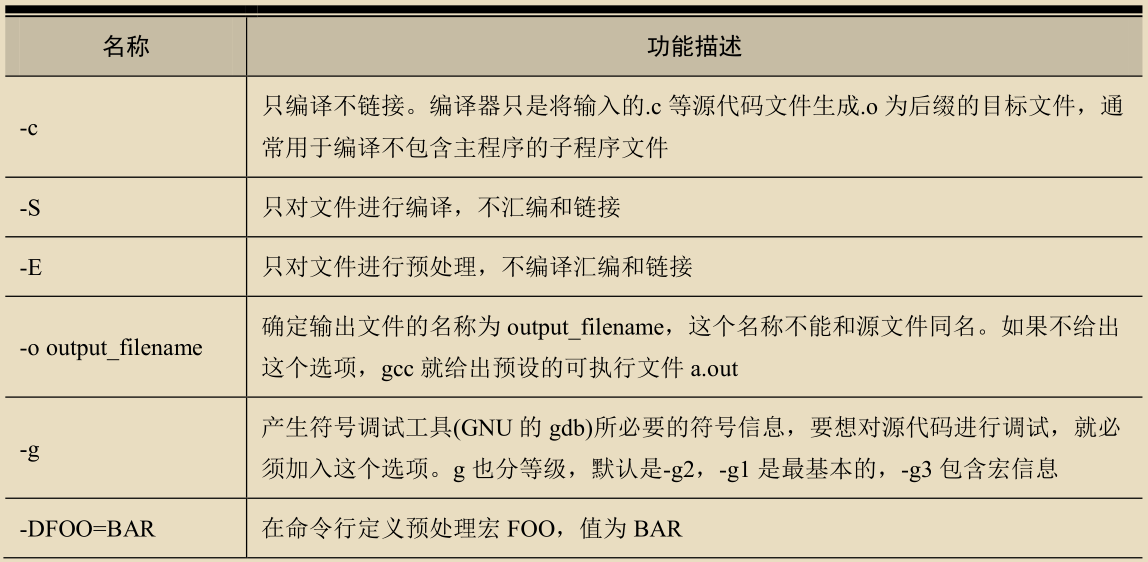 名称 功能描述
-c
只编译不链接。编译器只是将输入的.c 等源代码文件生成.o 为后缀的目标文件，通
常用于编译不包含主程序的子程序文件
-S 只对文件进行编译，不汇编和链接
-E 只对文件进行预处理，不编译汇编和链接
-o output_filename
确定输出文件的名称为 output_filename，这个名称不能和源文件同名。如果不给出
这个选项，gcc 就给出预设的可执行文件 a.out
-g
产生符号调试工具(GNU 的 gdb)所必要的符号信息，要想对源代码进行调试，就必
须加入这个选项。g 也分等级，默认是-g2，-g1 是最基本的，-g3 包含宏信息
-DFOO=BAR 在命令行定义预处理宏 FOO，值为 BAR